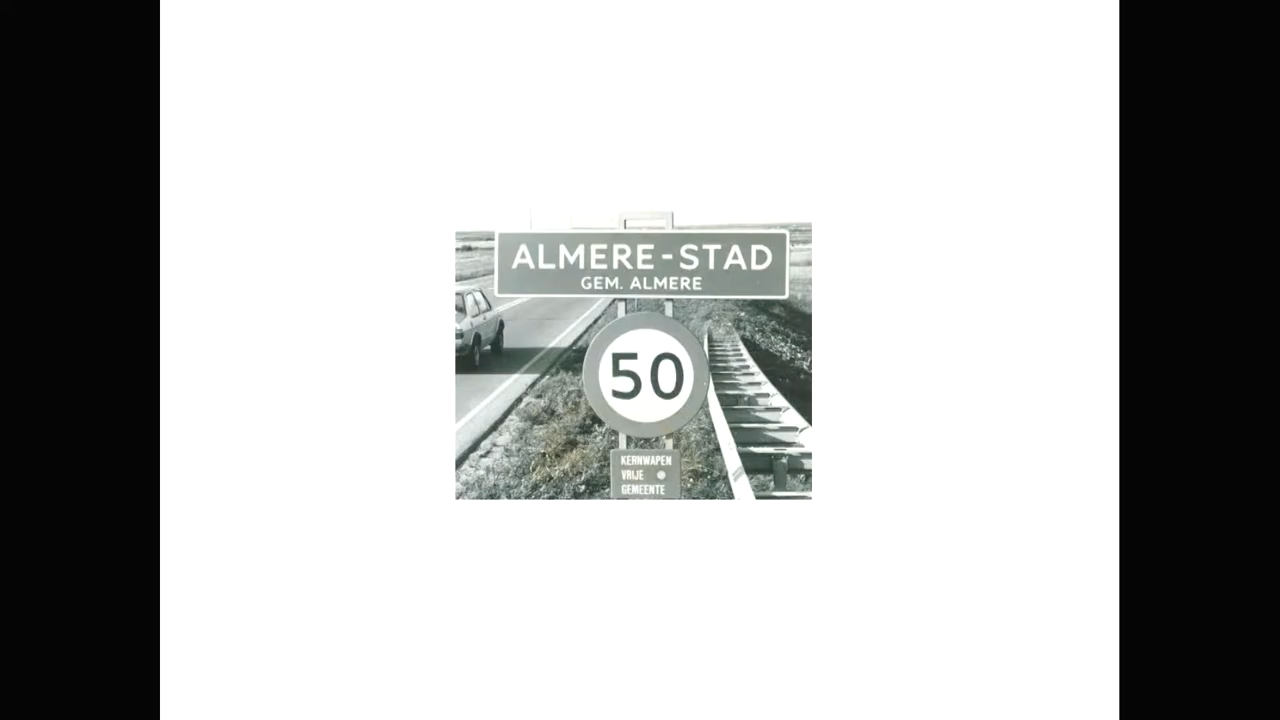 ALMERE-STAD
GEM. ALMERE
50
KERNWAPEN
VRIJE
GEMEENTE